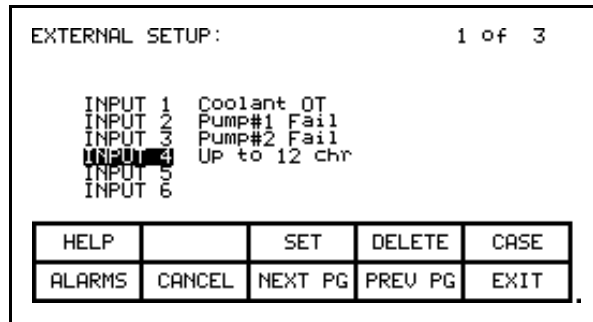 EXTERNAL SETUP: 1 of 3
INPUT 1 Coolant OT
INPUT 2 Pump#1 Fail
INPUT 3 Pump#2 Fail
INPUT 4 Up to 12 chr
INPUT 5
INPUT 6
HELP SET DELETE CASE
ALARMS CANCEL NEXT PG PREV PG EXIT
.